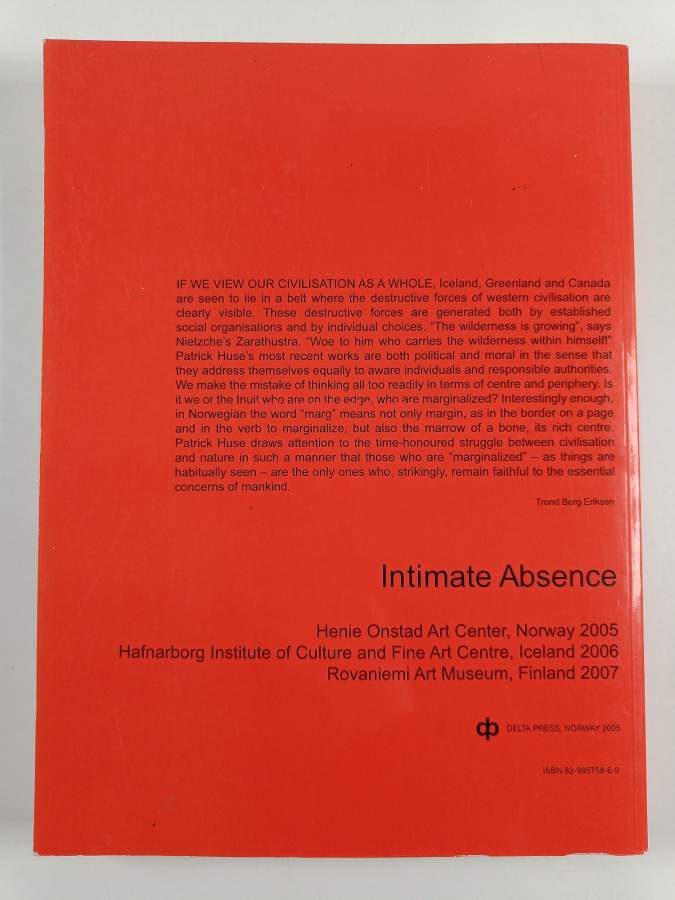 IF WE VIEW OUR CIVILISATION AS A WHOLE, Iceland, Greenland and Canada
are seen to lie in a belt where the destructive forces of western civilisation are
clearly visible. These destructive forces are generated both by established
social organisations and by individual choices. “The wilderness is growing”, says
Nietzche’s Zarathustra. “Woe to him who carries the wilderness within himself!”
Patrick Huse’s most recent works are both political and moral in the sense that
they address themselves equally to aware individuals and responsible authorities.
We make the mistake of thinking all too readily in terms of centre and periphery. Is
it we or the Inuit who are on the edge, who are marginalized? Interestingly enough,
in Norwegian the word “marg” means not only margin, as in the border on a page
and in the verb to marginalize, but also the marrow of a bone, its rich centre.
Patrick Huse draws attention to the time-honoured struggle between civilisation
and nature in such a manner that those who are “marginalized” – as things are
habitually seen – are the only ones who, strikingly, remain faithful to the essential
concerns of mankind.
Trond Berg Eriksen
Intimate Absence
Henie Onstad Art Center, Norway 2005
Hafnarborg Institute of Culture and Fine Art Centre, Iceland 2006
Rovaniemi Art Museum, Finland 2007
DELTA PRESS, NORWAY 2005
ISBN 82-995758-6-9